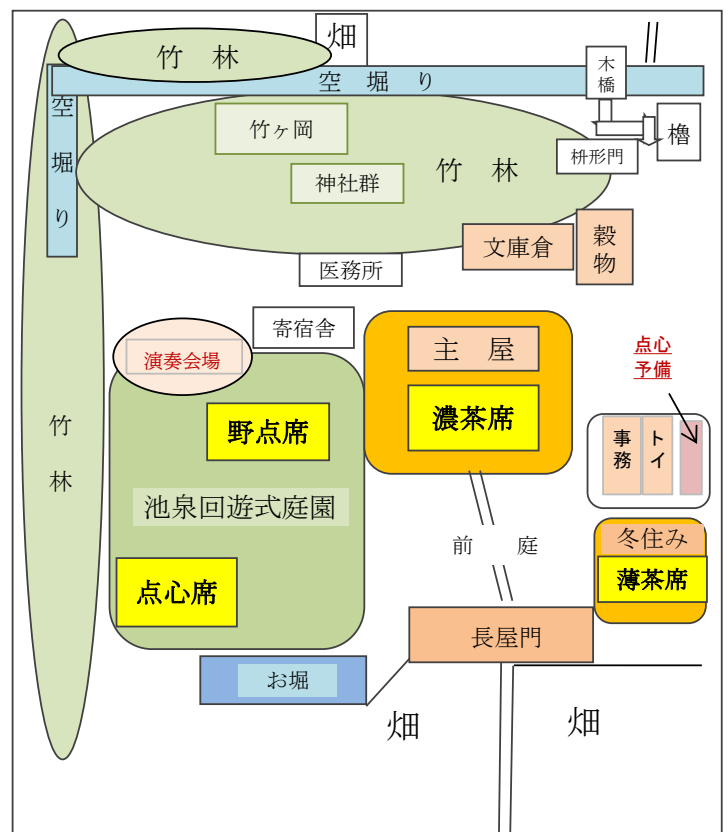 畑
竹 林
空 堀 り
木橋
空堀り
竹ヶ岡
櫓
枡形門
竹 林
神社群
穀物
文庫倉
医務所
寄宿舎
主 屋
点心
予備
演奏会場
濃茶席
野点席
事務
トイ
竹林
池泉回遊式庭園
前 庭
冬住み
薄茶席
点心席
長屋門
お堀
畑
畑